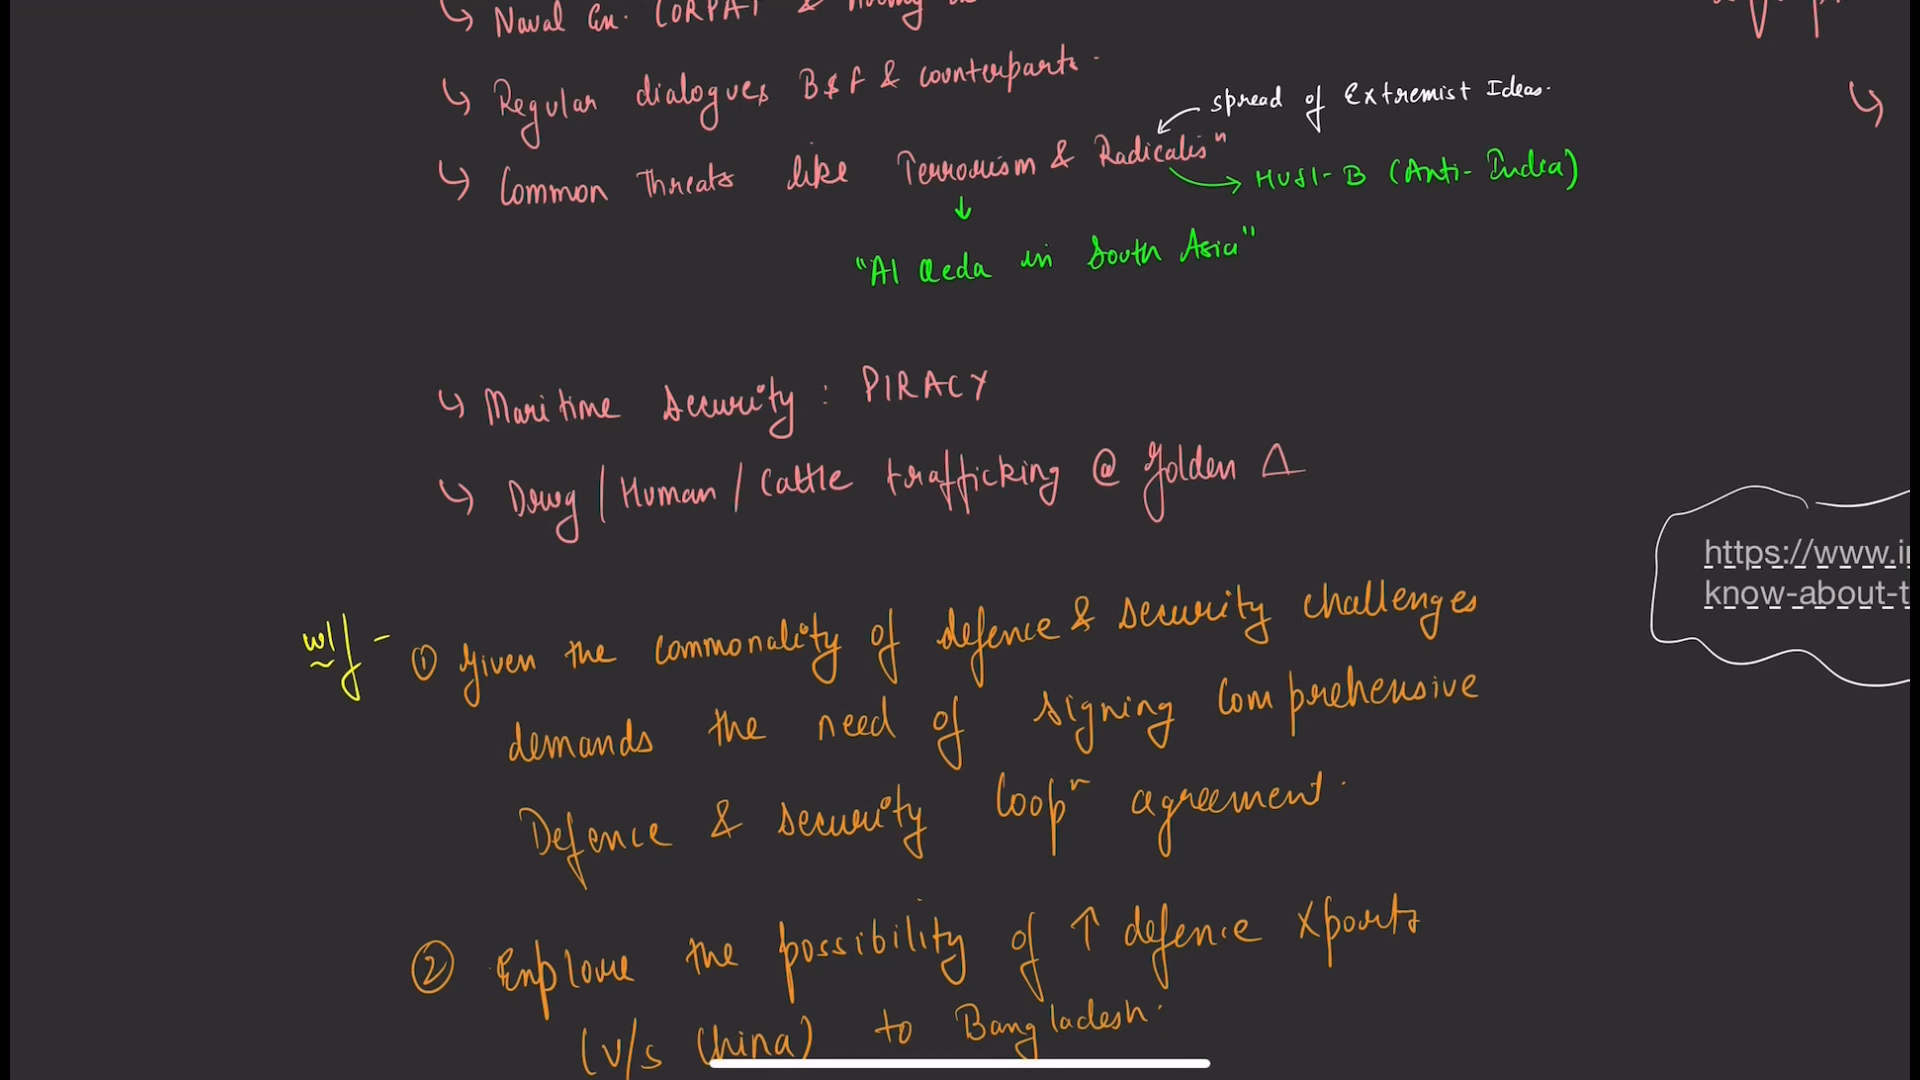 ↳ Naval Ex. CORPAT &
↳ Regular dialogues BSF & counterparts.
spread of Extremist Ideas.
↳ Common Threats like Terrorism & Radicalisⁿ
→ HUJI-B (Anti-India)
↓
"Al Qeda in South Asia"
↳ Maritime Security : PIRACY
↳ Drug / Human / Cattle trafficking @ Golden Δ
https://www.i
know-about-t
w/f - ① Given the commonality of defence & security challenges
demands the need of signing Comprehensive
Defence & security Coopⁿ agreement.
② Explore the possibility of ↑ defence Xports
(v/s China) to Bangladesh.